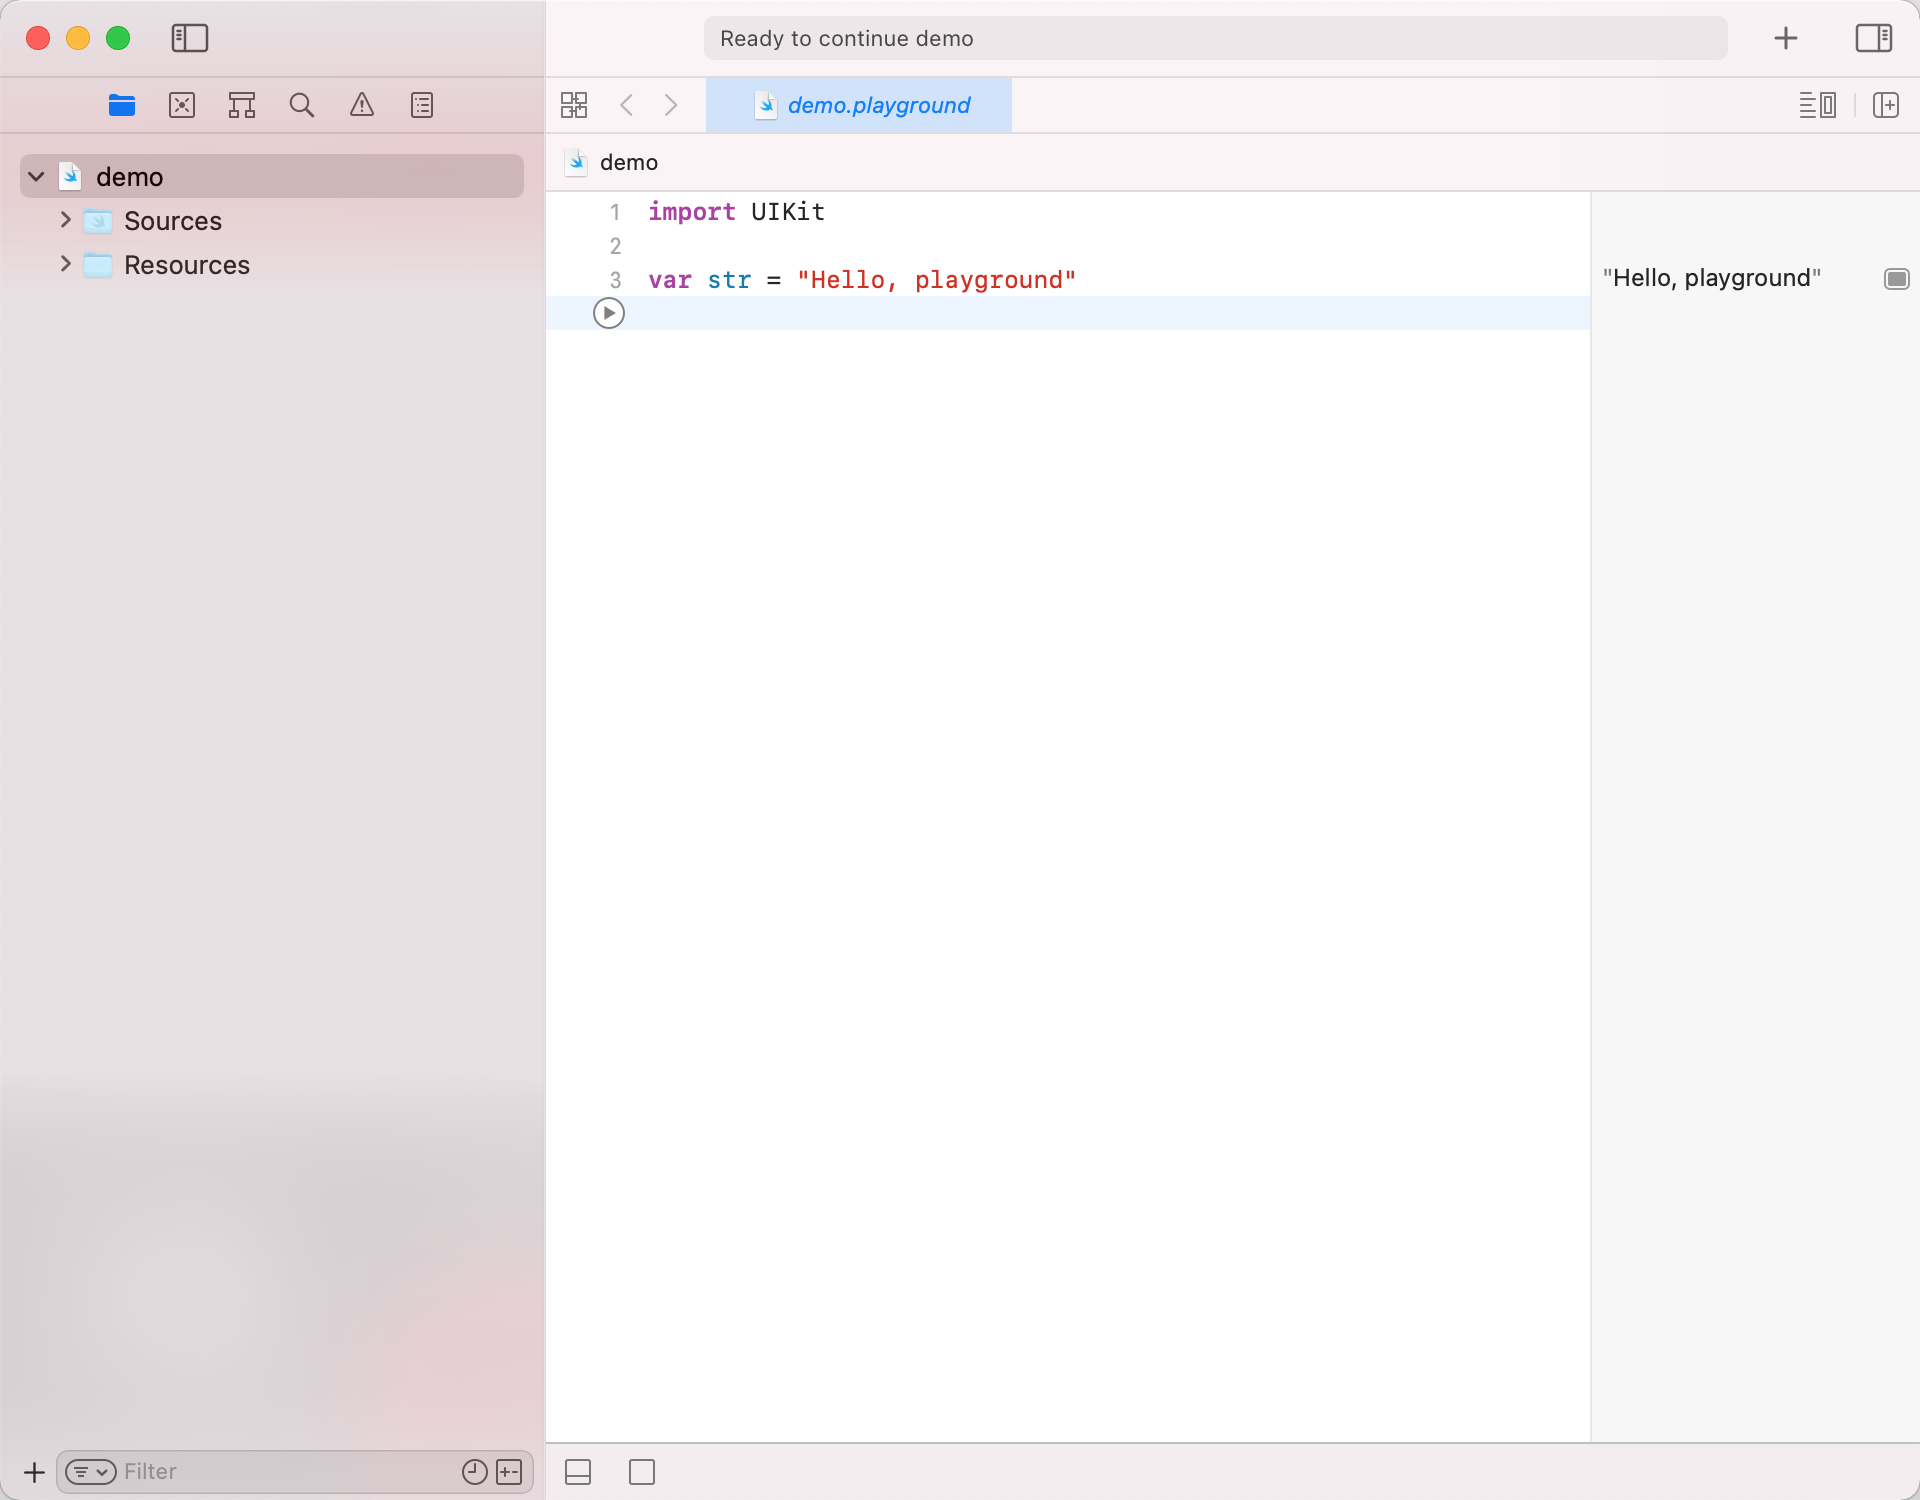 Ready to continue demo
demo.playground
demo
Sources
Resources
demo
1 import UIKit
2
3 var str = "Hello, playground"
"Hello, playground"
Filter